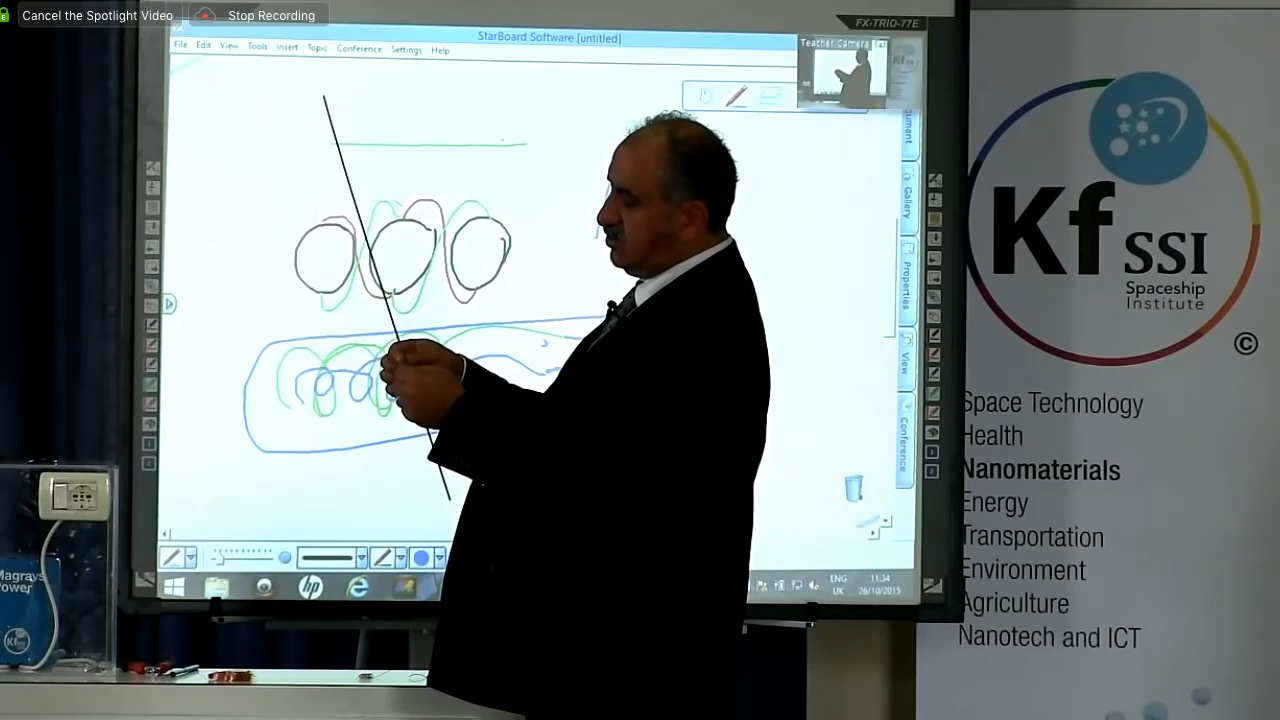 Cancel the Spotlight Video
Stop Recording
FX-TRIO-77E
StarBoard Software [untitled]
File Edit View Tools Insert Topic Conference Settings Help
Teacher Camera
Gallery
Properties
View
Conference
ENG
UK
11:34
26/10/2015
hp
Magrays
Power
Kf SSI
Spaceship
Institute
©
Space Technology
Health
Nanomaterials
Energy
Transportation
Environment
Agriculture
Nanotech and ICT